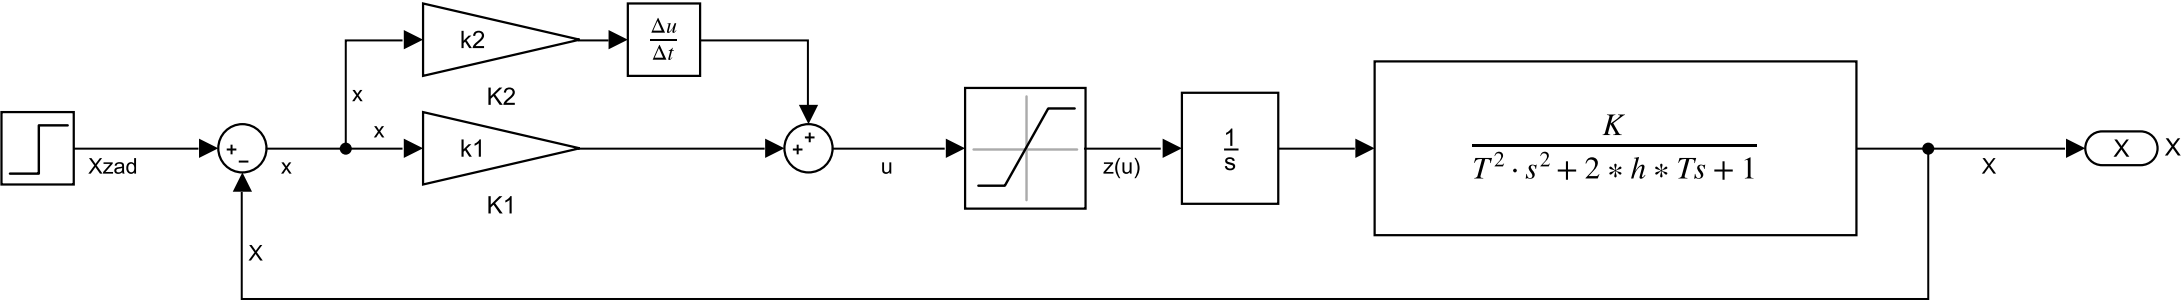 k2
Δu
Δt
K2
x
x
Xzad
+
−
x
k1
K1
+
+
u
z(u)
1
s
K
T² · s² + 2 * h * Ts + 1
X
X
X
X